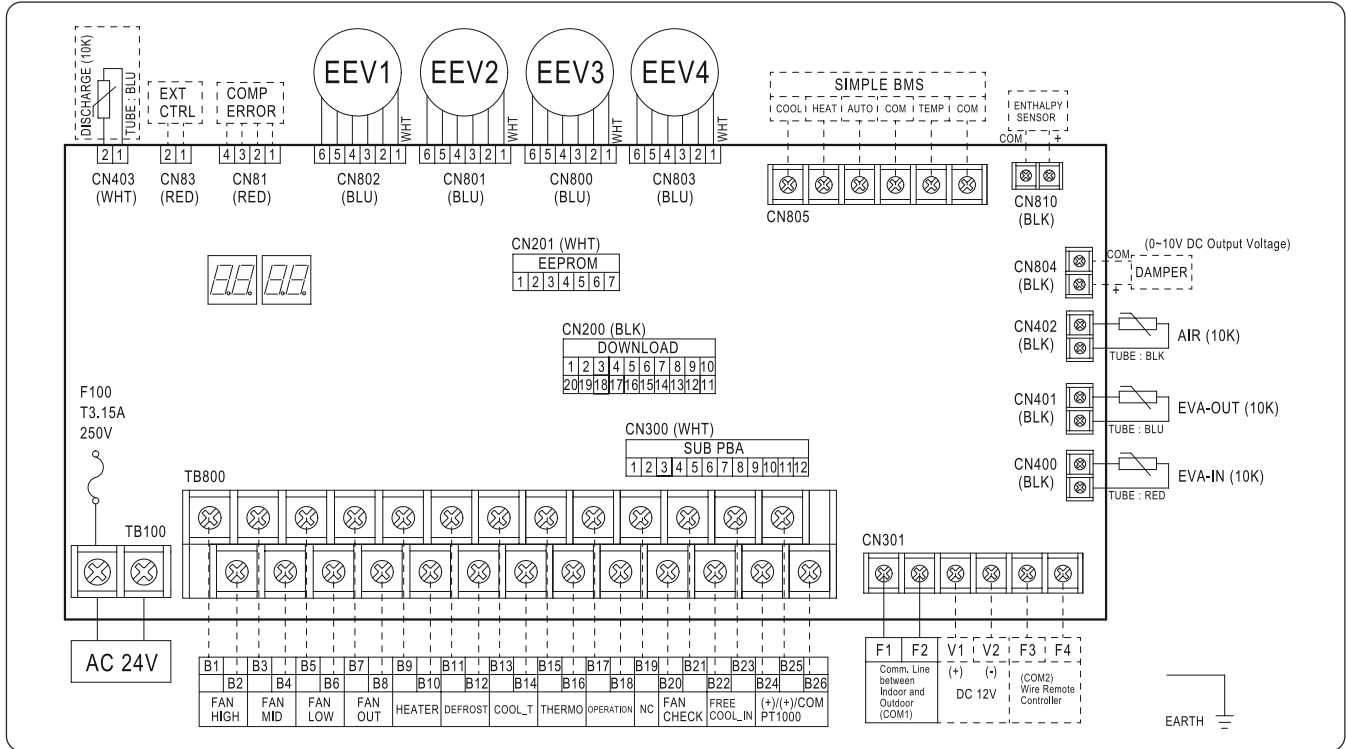 DISCHARGE (10K)
TUBE : BLU
EXT
CTRL
COMP
ERROR
EEV1
EEV2
EEV3
EEV4
WHT
WHT
WHT
WHT
SIMPLE BMS
COOL HEAT AUTO COM TEMP COM
ENTHALPY
SENSOR
COM +
2 1
2 1
4 3 2 1
6 5 4 3 2 1
6 5 4 3 2 1
6 5 4 3 2 1
6 5 4 3 2 1
CN403
(WHT)
CN83
(RED)
CN81
(RED)
CN802
(BLU)
CN801
(BLU)
CN800
(BLU)
CN803
(BLU)
CN805
CN810
(BLK)
CN201 (WHT)
EEPROM
1 2 3 4 5 6 7
(0~10V DC Output Voltage)
CN804
(BLK)
COM
+
DAMPER
CN200 (BLK)
DOWNLOAD
1 2 3 4 5 6 7 8 9 10
20 19 18 17 16 15 14 13 12 11
CN402
(BLK)
AIR (10K)
TUBE : BLK
F100
T3.15A
250V
CN401
(BLK)
EVA-OUT (10K)
TUBE : BLU
CN300 (WHT)
SUB PBA
1 2 3 4 5 6 7 8 9 10 11 12
CN400
(BLK)
EVA-IN (10K)
TUBE : RED
TB800
TB100
CN301
AC 24V
B1 B3 B5 B7 B9 B11 B13 B15 B17 B19 B21 B23 B25
B2 B4 B6 B8 B10 B12 B14 B16 B18 B20 B22 B24 B26
FAN
HIGH
FAN
MID
FAN
LOW
FAN
OUT
HEATER
DEFROST
COOL_T
THERMO
OPERATION
NC
FAN
CHECK
FREE
COOL_IN
(+)/(+)/COM
PT1000
F1 F2 V1 V2 F3 F4
Comm. Line
between
Indoor and
Outdoor
(COM1)
(+) (-)
DC 12V
(COM2)
Wire Remote
Controller
EARTH